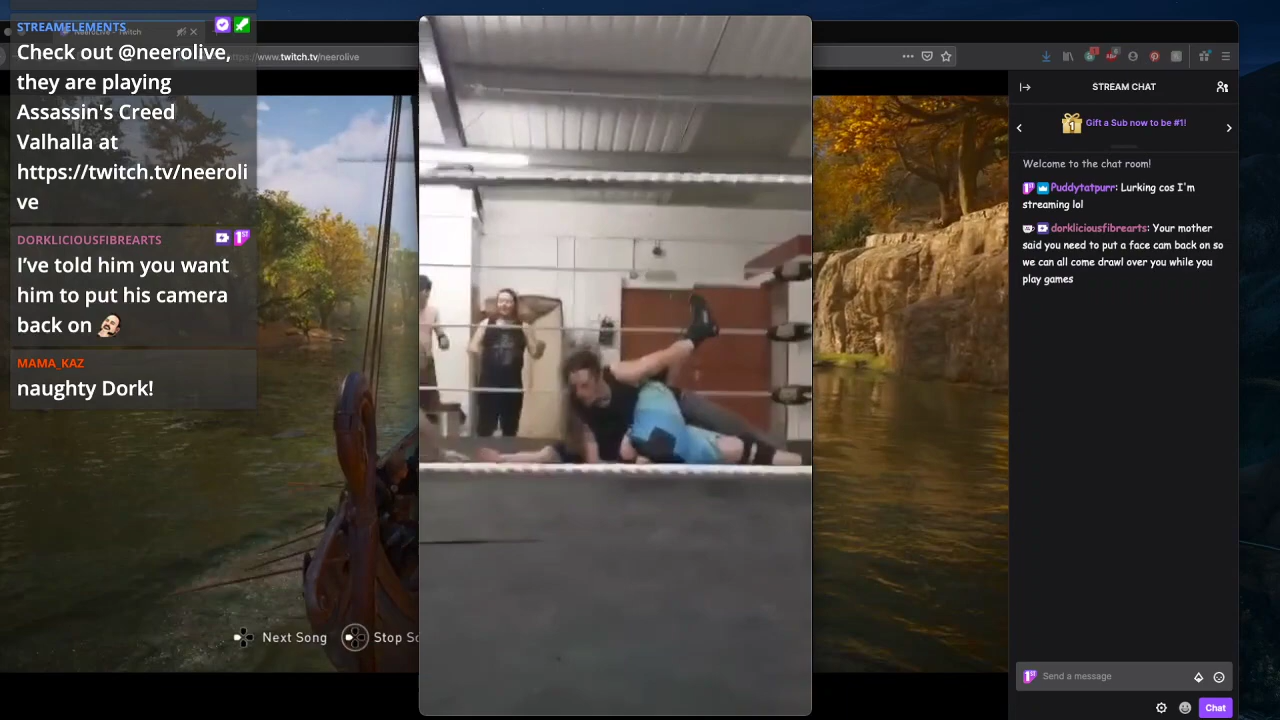 STREAMELEMENTS
Check out @neerolive,
they are playing
Assassin's Creed
Valhalla at
https://twitch.tv/neeroli
ve
DORKLICIOUSFIBREARTS
I've told him you want
him to put his camera
back on
MAMA_KAZ
naughty Dork!
www.twitch.tv/neerolive
Next Song
Stop So
STREAM CHAT
1
Gift a Sub now to be #1!
Welcome to the chat room!
Puddytatpurr: Lurking cos I'm
streaming lol
dorkliciousfibrearts: Your mother
said you need to put a face cam back on so
we can all come drawl over you while you
play games
Send a message
Chat